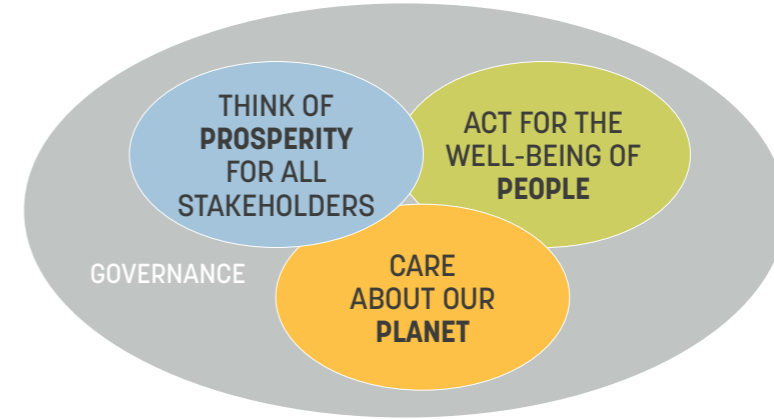 THINK OF
PROSPERITY
FOR ALL
STAKEHOLDERS
ACT FOR THE
WELL-BEING OF
PEOPLE
GOVERNANCE
CARE
ABOUT OUR
PLANET